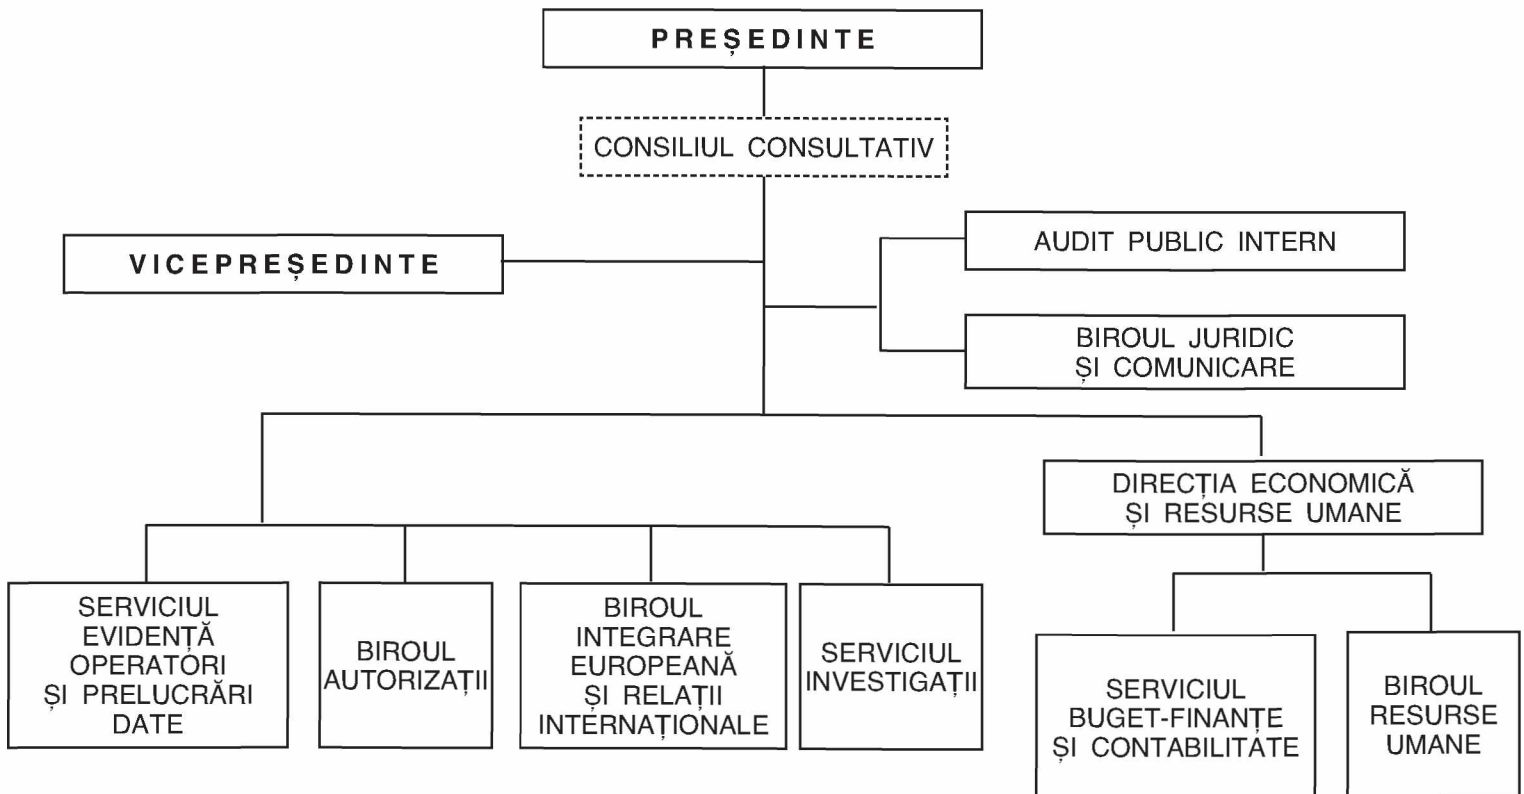 PREȘEDINTE
CONSILIUL CONSULTATIV
VICEPREȘEDINTE
AUDIT PUBLIC INTERN
BIROUL JURIDIC
ȘI COMUNICARE
DIRECȚIA ECONOMICĂ
ȘI RESURSE UMANE
SERVICIUL
EVIDENȚĂ
OPERATORI
ȘI PRELUCRĂRI
DATE
BIROUL
AUTORIZAȚII
BIROUL
INTEGRARE
EUROPEANĂ
ȘI RELAȚII
INTERNAȚIONALE
SERVICIUL
INVESTIGAȚII
SERVICIUL
BUGET-FINANȚE
ȘI CONTABILITATE
BIROUL
RESURSE
UMANE